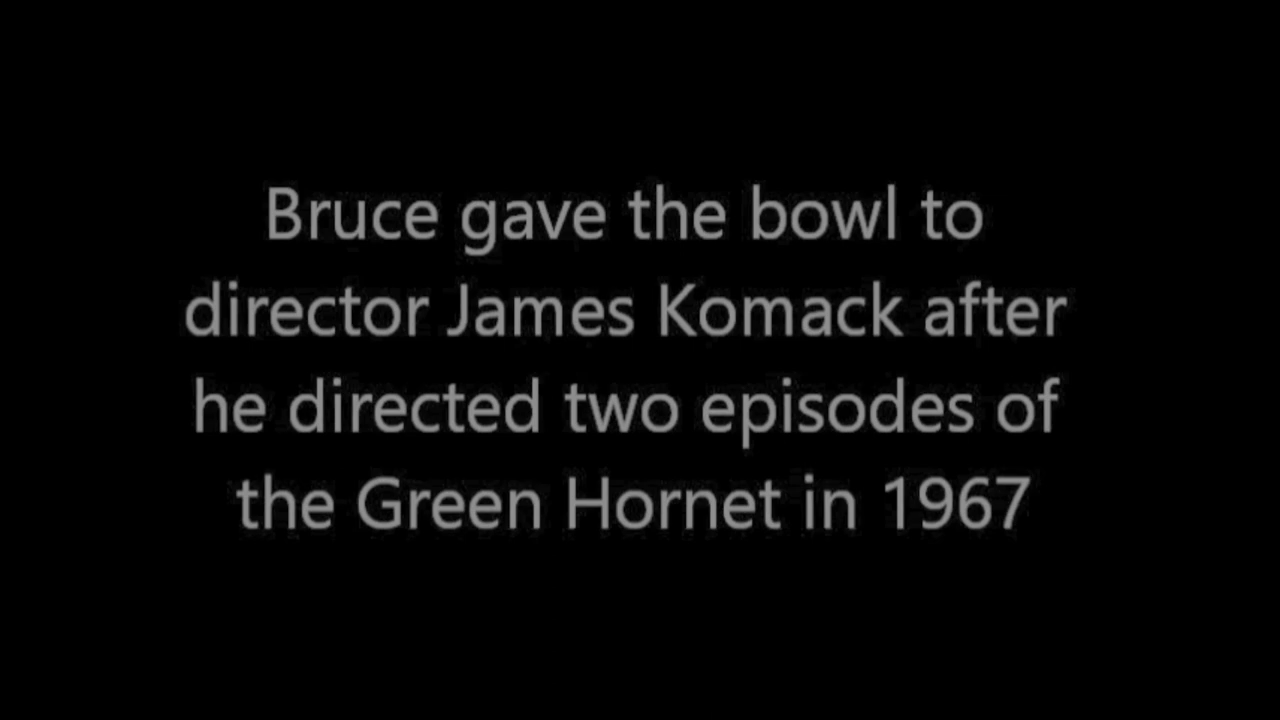 Bruce gave the bowl to
director James Komack after
he directed two episodes of
the Green Hornet in 1967